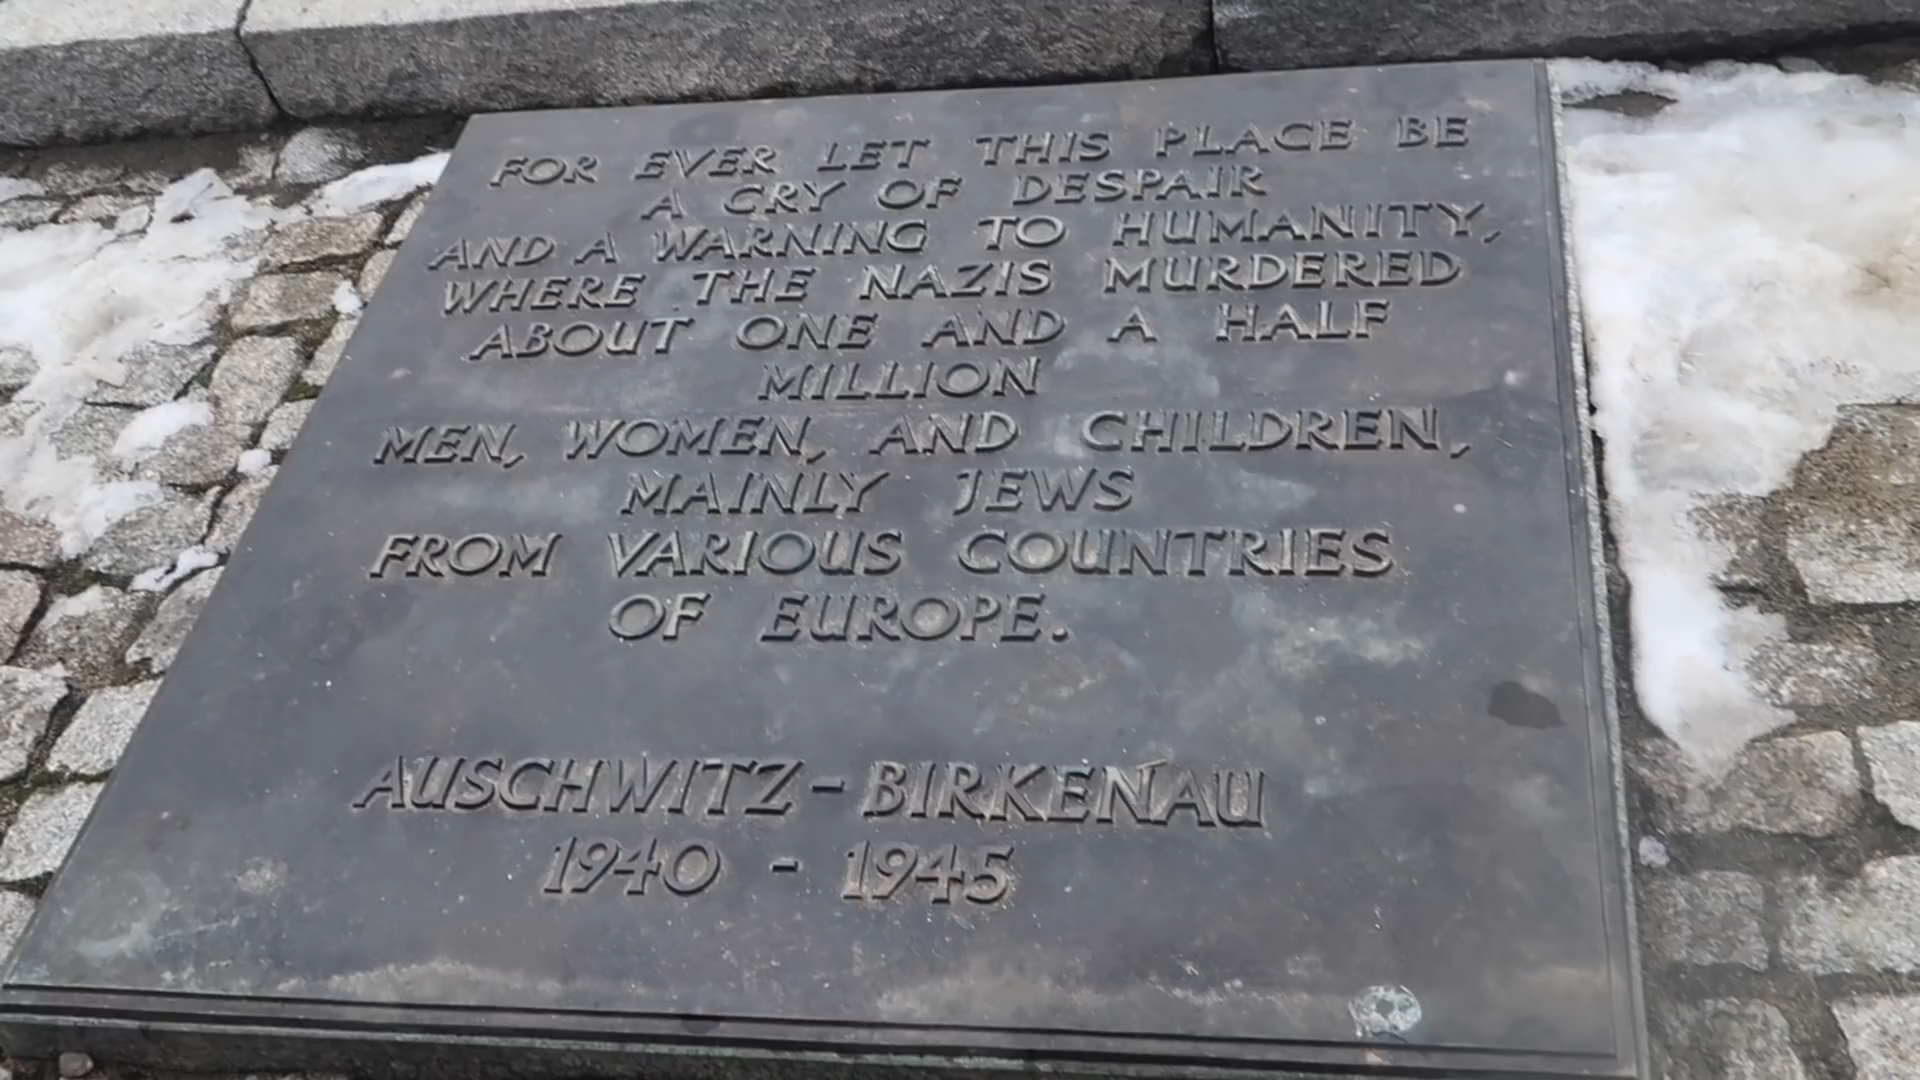 FOR EVER LET THIS PLACE BE
A CRY OF DESPAIR
AND A WARNING TO HUMANITY,
WHERE THE NAZIS MURDERED
ABOUT ONE AND A HALF
MILLION
MEN, WOMEN, AND CHILDREN,
MAINLY JEWS
FROM VARIOUS COUNTRIES
OF EUROPE.
AUSCHWITZ - BIRKENAU
1940 - 1945